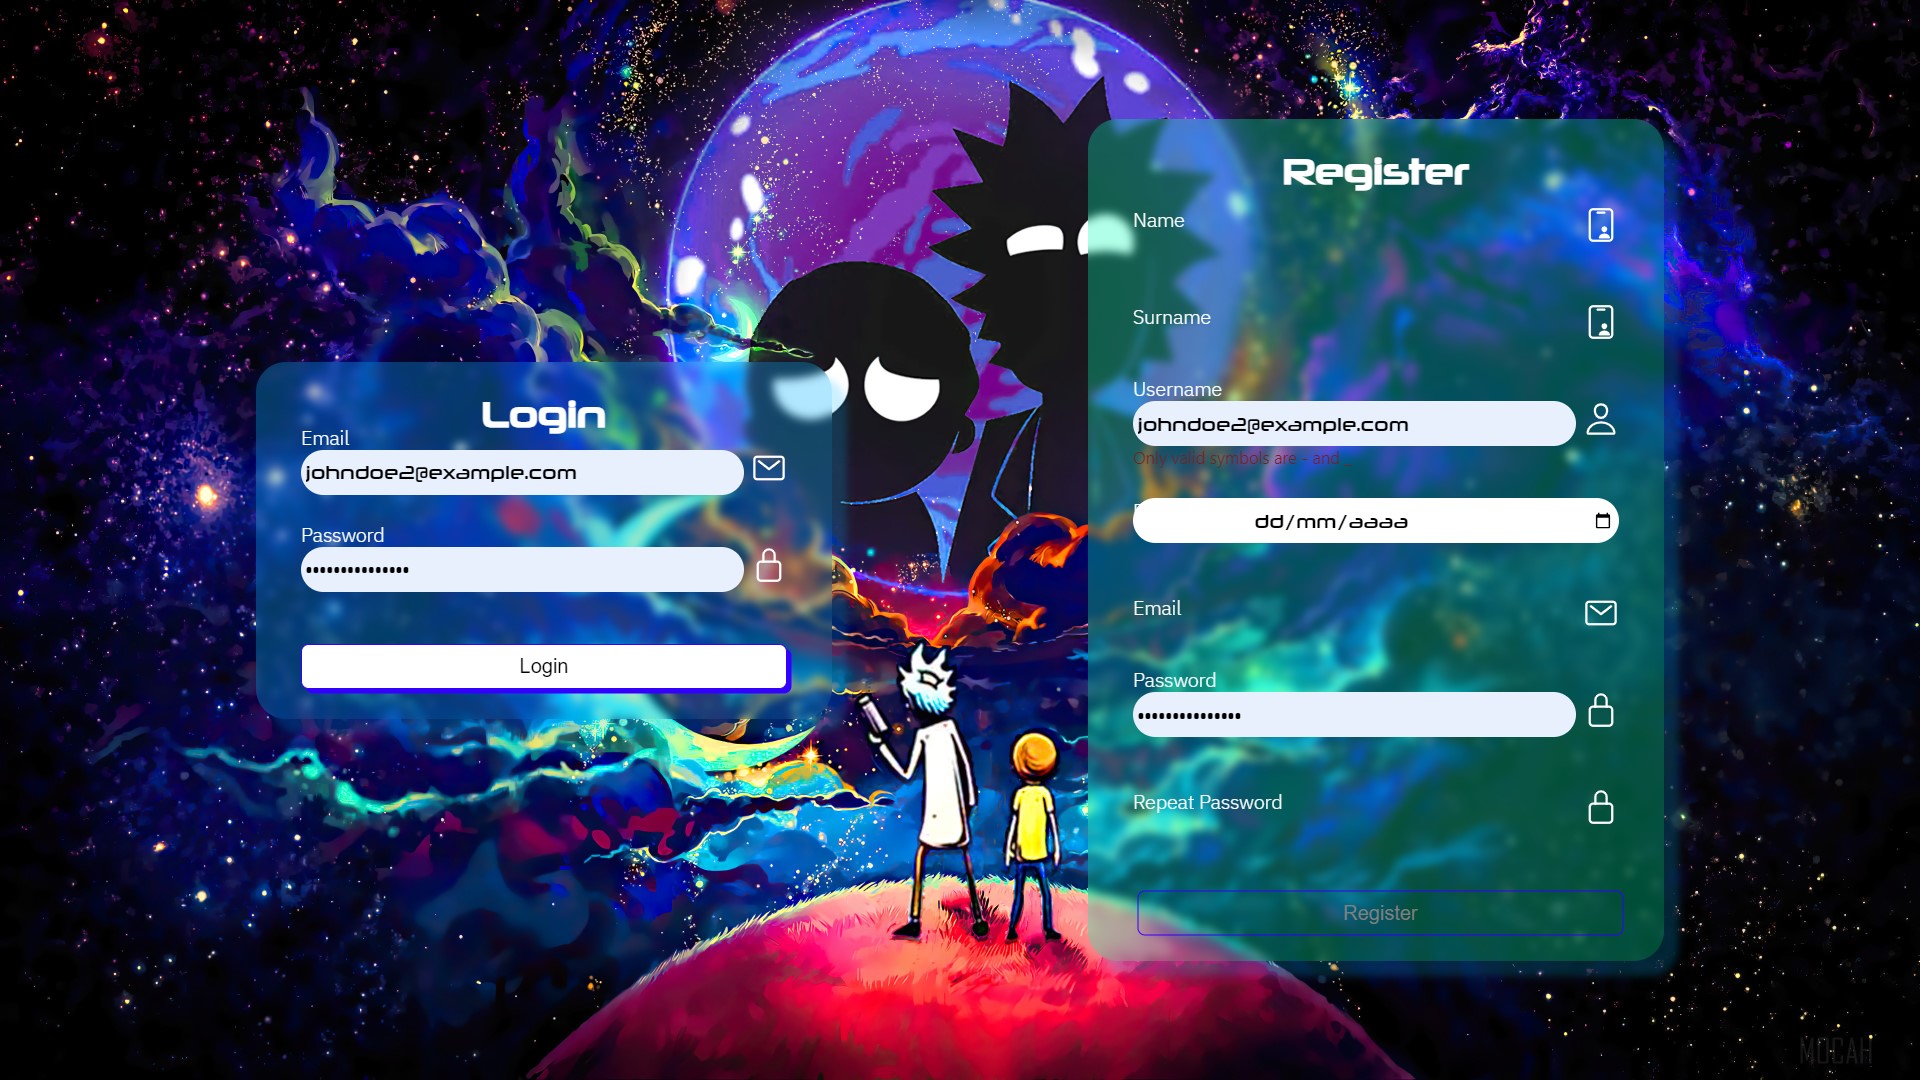 Login
Email
johndoe2@example.com
Password
•••••••••••••••
Login
Register
Name
Surname
Username
johndoe2@example.com
Only valid symbols are - and _
dd/mm/aaaa
Email
Password
•••••••••••••••
Repeat Password
Register
MOCAH